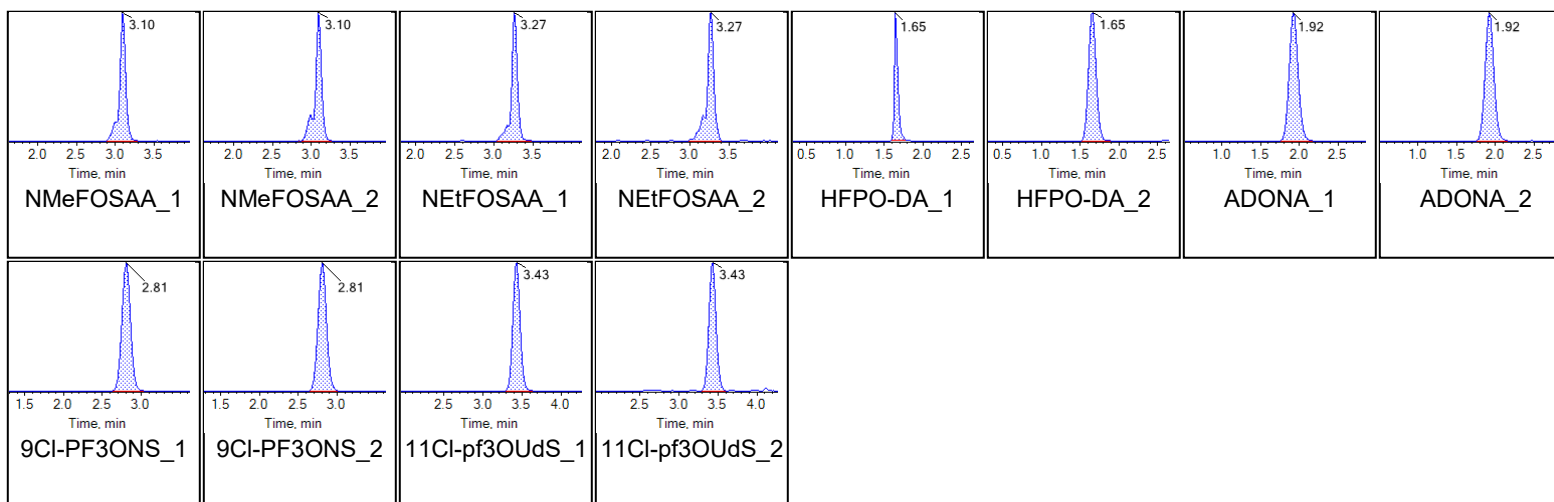 3.10 3.10 3.27 3.27 1.65 1.65 1.92 1.92
2.0 2.5 3.0 3.5 2.0 2.5 3.0 3.5 2.0 2.5 3.0 3.5 2.0 2.5 3.0 3.5 0.5 1.0 1.5 2.0 2.5 0.5 1.0 1.5 2.0 2.5 1.0 1.5 2.0 2.5 1.0 1.5 2.0 2.5
Time, min Time, min Time, min Time, min Time, min Time, min Time, min Time, min
NMeFOSAA_1 NMeFOSAA_2 NEtFOSAA_1 NEtFOSAA_2 HFPO-DA_1 HFPO-DA_2 ADONA_1 ADONA_2
2.81 2.81 3.43 3.43
1.5 2.0 2.5 3.0 1.5 2.0 2.5 3.0 2.5 3.0 3.5 4.0 2.5 3.0 3.5 4.0
Time, min Time, min Time, min Time, min
9Cl-PF3ONS_1 9Cl-PF3ONS_2 11Cl-pf3OUdS_1 11Cl-pf3OUdS_2